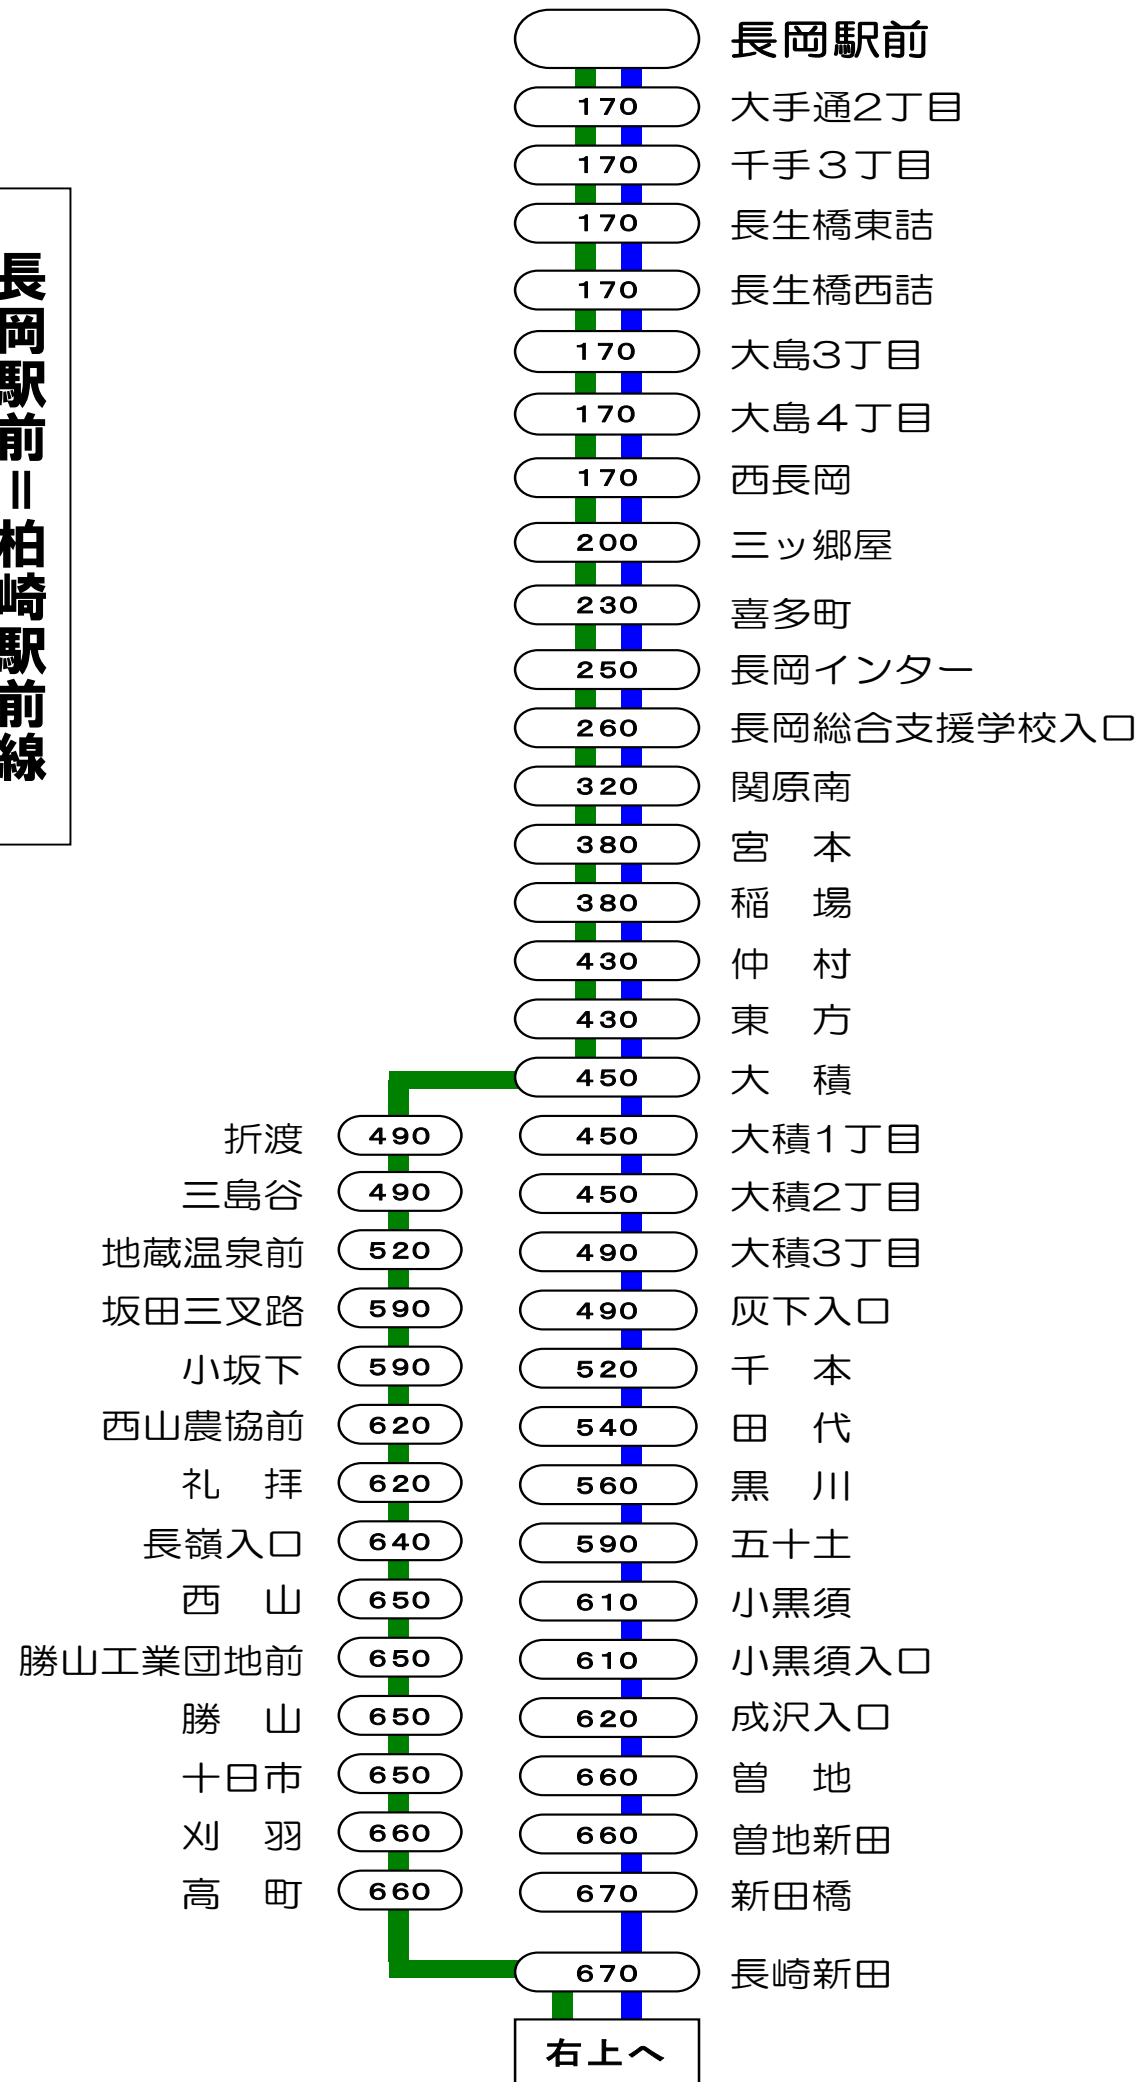 長岡駅前＝柏崎駅前線
長岡駅前
170 大手通2丁目
170 千手３丁目
170 長生橋東詰
170 長生橋西詰
170 大島3丁目
170 大島４丁目
170 西長岡
200 三ッ郷屋
230 喜多町
250 長岡インター
260 長岡総合支援学校入口
320 関原南
380 宮　本
380 稲　場
430 仲　村
430 東　方
450 大　積
折渡 490 450 大積1丁目
三島谷 490 450 大積2丁目
地蔵温泉前 520 490 大積3丁目
坂田三叉路 590 490 灰下入口
小坂下 590 520 千　本
西山農協前 620 540 田　代
礼　拝 620 560 黒　川
長嶺入口 640 590 五十土
西　山 650 610 小黒須
勝山工業団地前 650 610 小黒須入口
勝　山 650 620 成沢入口
十日市 650 660 曽　地
刈　羽 660 660 曽地新田
高　町 660 670 新田橋
670 長崎新田
右上へ